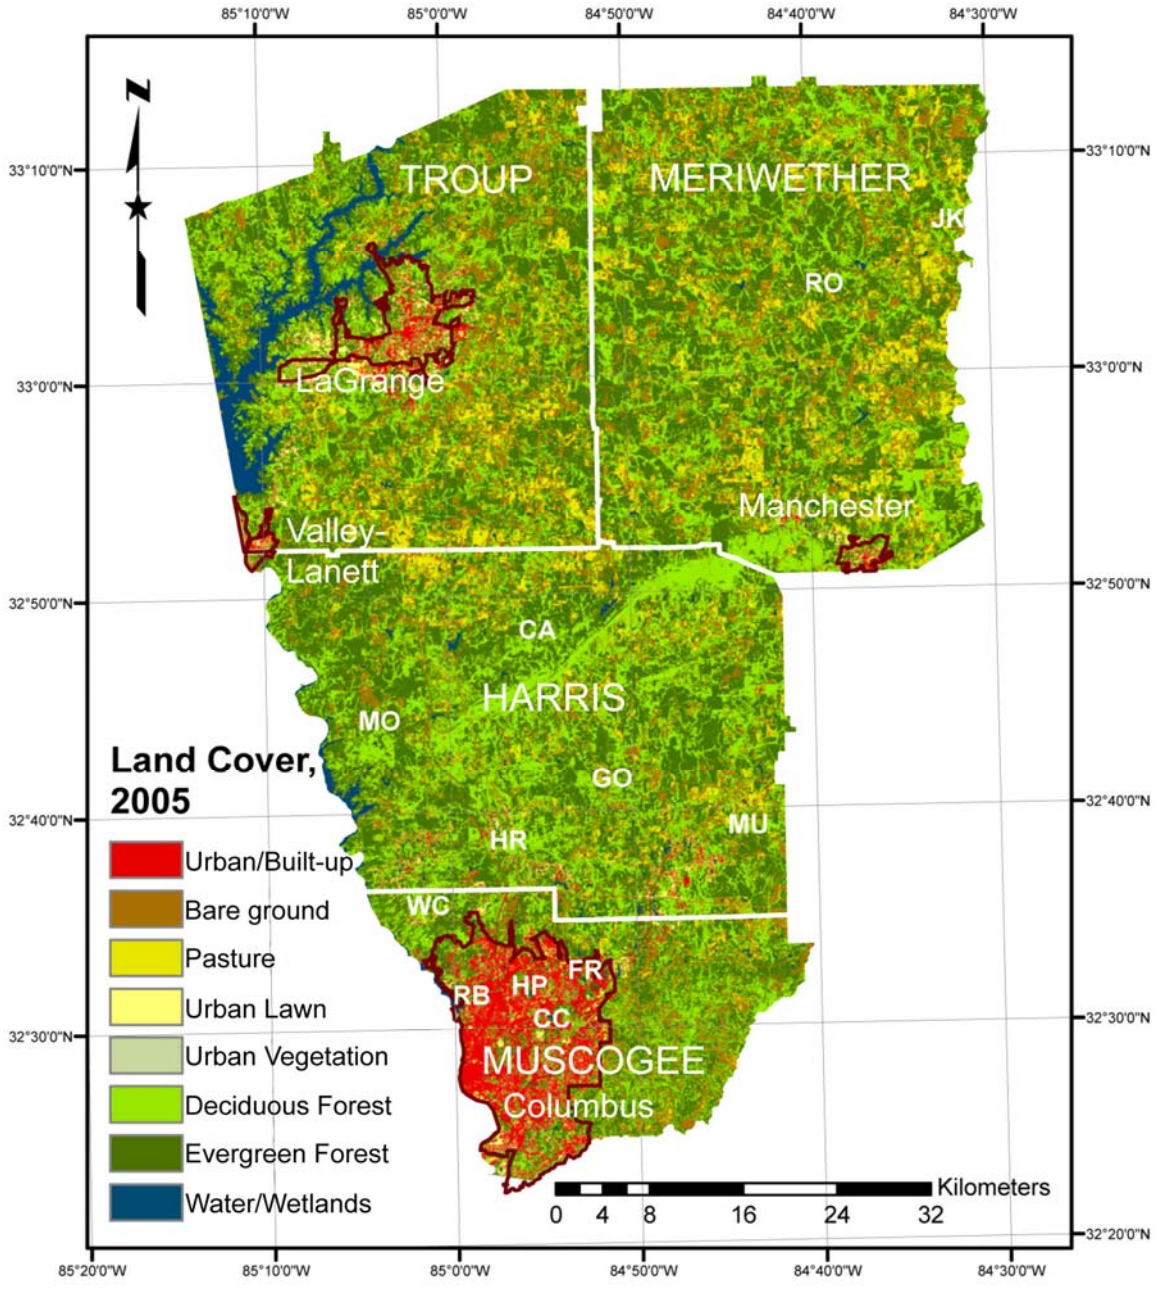 85°10'0"W 85°0'0"W 84°50'0"W 84°40'0"W 84°30'0"W
N
33°10'0"N TROUP MERIWETHER 33°10'0"N
JK
RO
33°0'0"N LaGrange 33°0'0"N
Manchester
Valley-
Lanett
32°50'0"N 32°50'0"N
CA
HARRIS
MO
Land Cover,
2005
GO
32°40'0"N MU 32°40'0"N
HR
Urban/Built-up
Bare ground
Pasture
Urban Lawn
Urban Vegetation
Deciduous Forest
Evergreen Forest
Water/Wetlands
WC
FR
HP
RB
CC
32°30'0"N 32°30'0"N
MUSCOGEE
Columbus
Kilometers
0 4 8 16 24 32
32°20'0"N
85°20'0"W 85°10'0"W 85°0'0"W 84°50'0"W 84°40'0"W 84°30'0"W